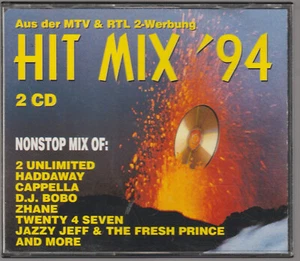 Aus der MTV & RTL 2-Werbung
HIT MIX '94
2 CD
NONSTOP MIX OF:
2 UNLIMITED
HADDAWAY
CAPPELLA
D.J. BOBO
ZHANE
TWENTY 4 SEVEN
JAZZY JEFF & THE FRESH PRINCE
AND MORE